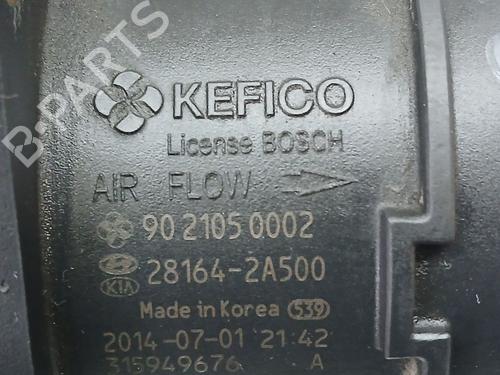 B-PARTS
KEFICO
License BOSCH
AIR FLOW
90 2105 0002
28164-2A500
KIA
Made in Korea 539
2014-07-01 21:42
315949676 A